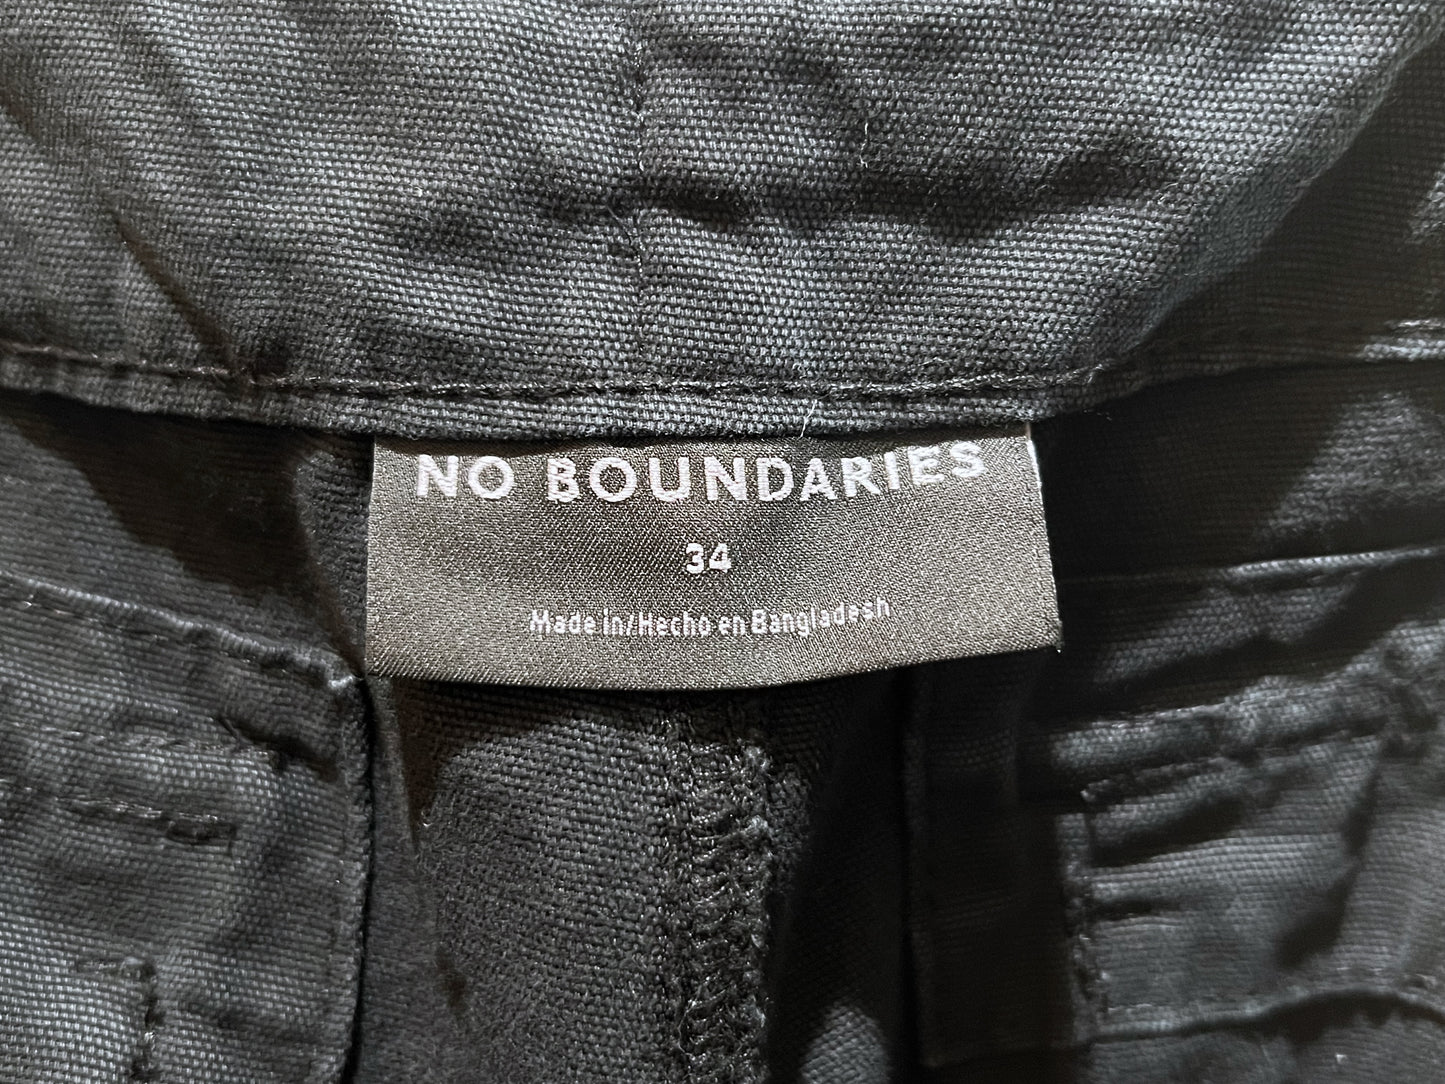 NO BOUNDARIES
34
Made in/Hecho en Bangladesh